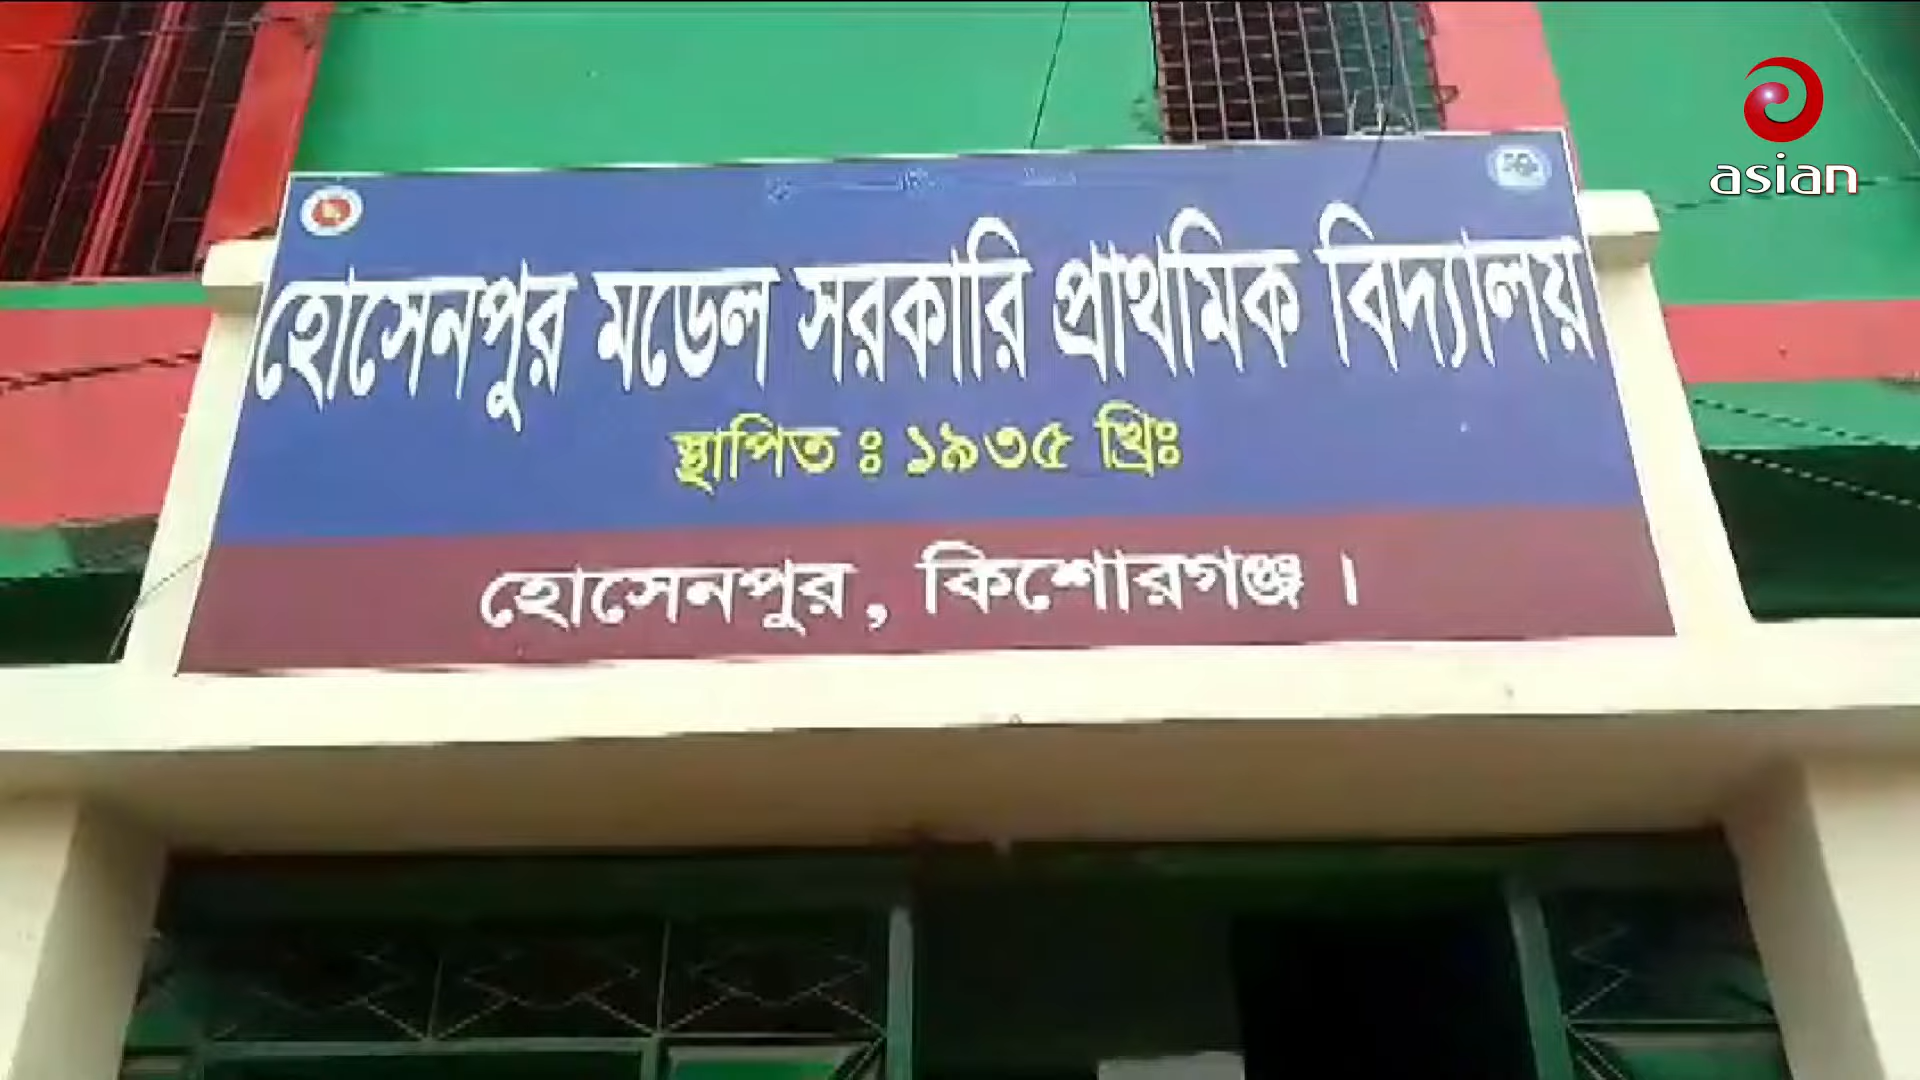 asian
হোসেনপুর মডেল সরকারি প্রাথমিক বিদ্যালয়
স্থাপিত ঃ ১৯৩৫ খ্রিঃ
হোসেনপুর, কিশোরগঞ্জ ।